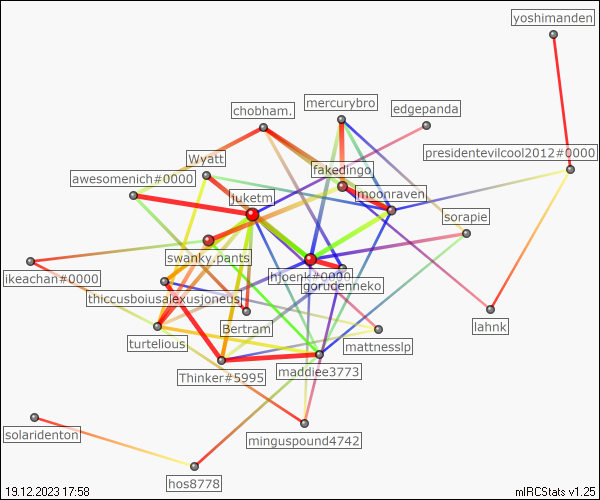 yoshimanden
mercurybro
edgepanda
chobham.
presidentevilcool2012#0000
Wyatt
fakedingo
awesomenich#0000
moonraven
juketm
sorapie
swanky.pants
ikeachan#0000
hjoenk#0000
gorudenneko
thiccusboiusalexusjoneus
lahnk
Bertram
turtelious
mattnesslp
Thinker#5995
maddiee3773
solaridenton
minguspound4742
hos8778
19.12.2023 17:58
mIRCStats v1.25